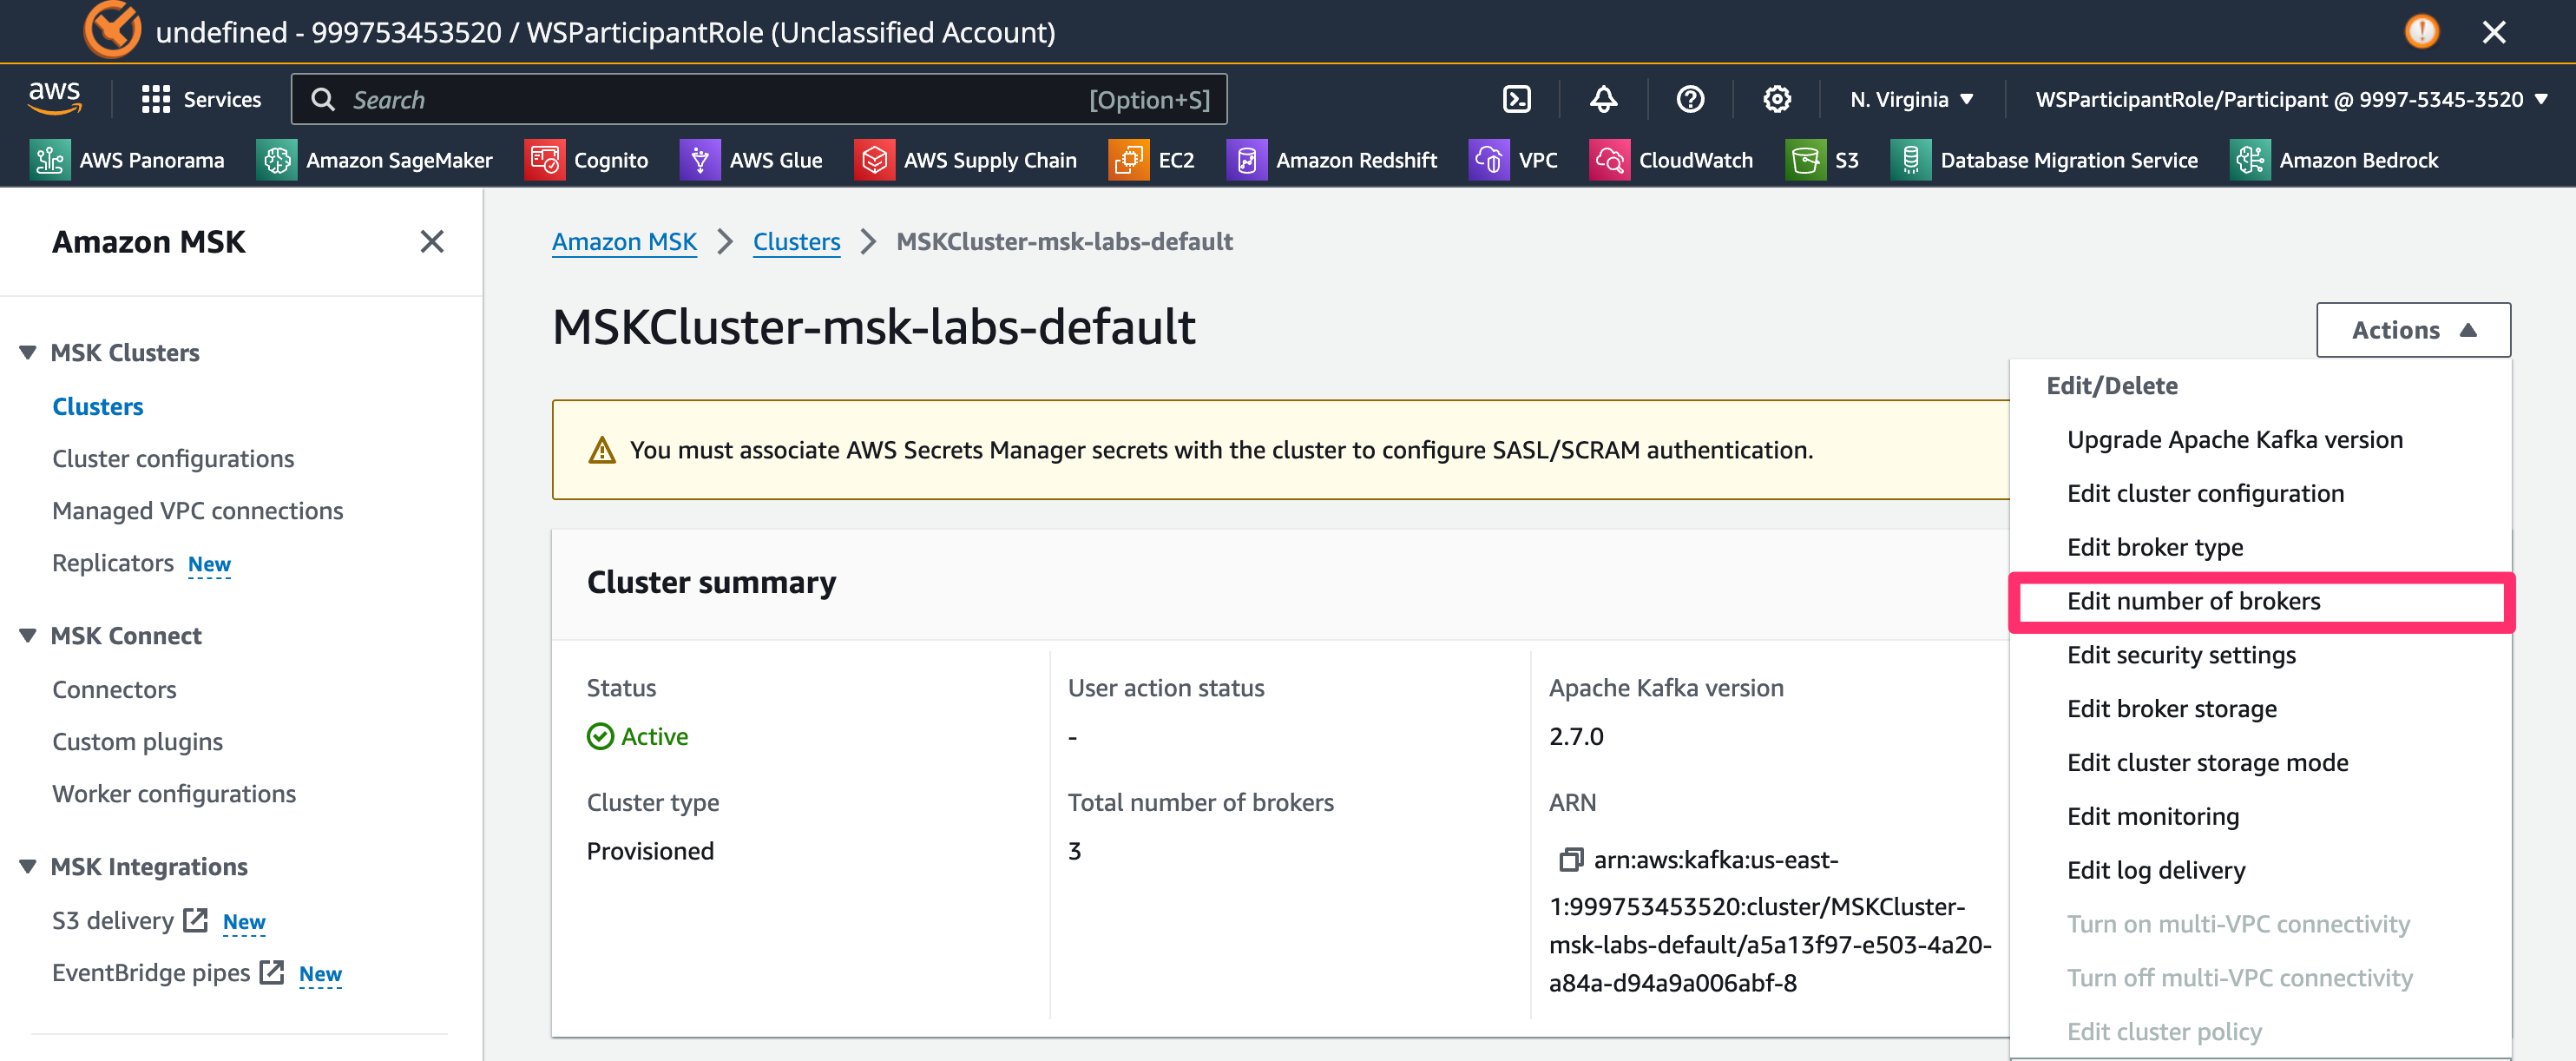 undefined - 999753453520 / WSParticipantRole (Unclassified Account)
aws
Services
Search
[Option+S]
N. Virginia
WSParticipantRole/Participant @ 9997-5345-3520
AWS Panorama
Amazon SageMaker
Cognito
AWS Glue
AWS Supply Chain
EC2
Amazon Redshift
VPC
CloudWatch
S3
Database Migration Service
Amazon Bedrock
Amazon MSK
MSK Clusters
Clusters
Cluster configurations
Managed VPC connections
Replicators New
MSK Connect
Connectors
Custom plugins
Worker configurations
MSK Integrations
S3 delivery New
EventBridge pipes New
Amazon MSK > Clusters > MSKCluster-msk-labs-default
MSKCluster-msk-labs-default
Actions
You must associate AWS Secrets Manager secrets with the cluster to configure SASL/SCRAM authentication.
Cluster summary
Status
Active
Cluster type
Provisioned
User action status
-
Total number of brokers
3
Apache Kafka version
2.7.0
ARN
arn:aws:kafka:us-east-
1:999753453520:cluster/MSKCluster-
msk-labs-default/a5a13f97-e503-4a20-
a84a-d94a9a006abf-8
Edit/Delete
Upgrade Apache Kafka version
Edit cluster configuration
Edit broker type
Edit number of brokers
Edit security settings
Edit broker storage
Edit cluster storage mode
Edit monitoring
Edit log delivery
Turn on multi-VPC connectivity
Turn off multi-VPC connectivity
Edit cluster policy